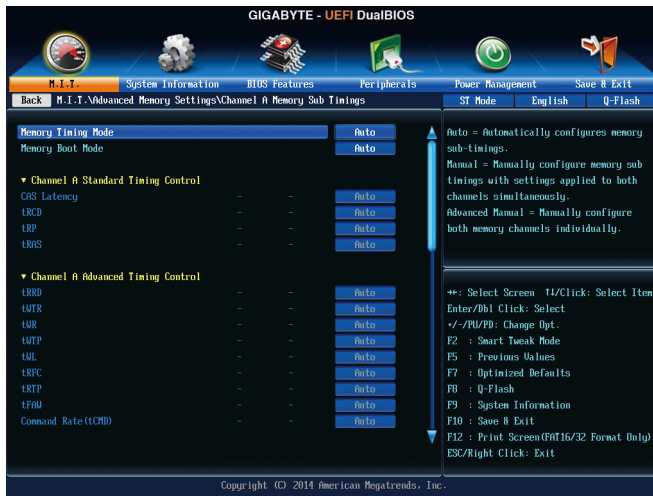 GIGABYTE - UEFI DualBIOS
M.I.T.
System Information
BIOS Features
Peripherals
Power Management
Save & Exit
Back M.I.T.\Advanced Memory Settings\Channel A Memory Sub Timings
ST Mode English Q-Flash
Memory Timing Mode Auto
Memory Boot Mode Auto
▼ Channel A Standard Timing Control
CAS Latency - - Auto
tRCD - - Auto
tRP - - Auto
tRAS - - Auto
▼ Channel A Advanced Timing Control
tRRD - - Auto
tWTR - - Auto
tWR - - Auto
tWTP - - Auto
tWL - - Auto
tRFC - - Auto
tRTP - - Auto
tFAW - - Auto
Command Rate(tCMD) - - Auto
Auto = Automatically configures memory
sub-timings.
Manual = Manually configure memory sub
timings with settings applied to both
channels simultaneously.
Advanced Manual = Manually configure
both memory channels individually.
→←: Select Screen ↑↓/Click: Select Item
Enter/Dbl Click: Select
+/-/PU/PD: Change Opt.
F2 : Smart Tweak Mode
F5 : Previous Values
F7 : Optimized Defaults
F8 : Q-Flash
F9 : System Information
F10 : Save & Exit
F12 : Print Screen(FAT16/32 Format Only)
ESC/Right Click: Exit
Copyright (C) 2014 American Megatrends, Inc.